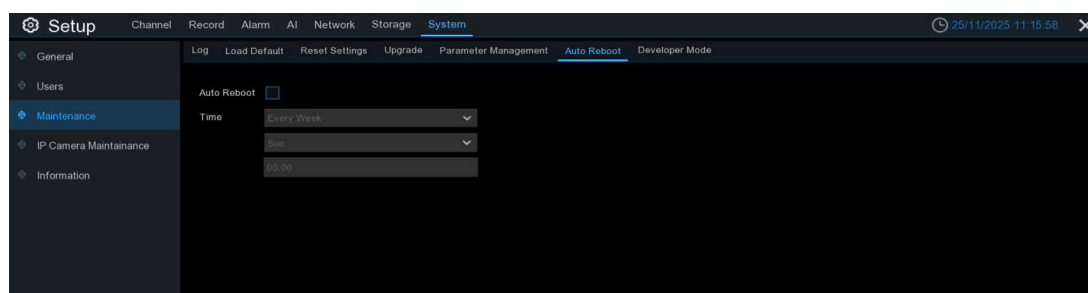 Setup Channel Record Alarm AI Network Storage System 25/11/2025 11:15:58
General
Log Load Default Reset Settings Upgrade Parameter Management Auto Reboot Developer Mode
Users
Auto Reboot
Maintenance
Time Every Week
IP Camera Maintainance
Sun
00:00
Information